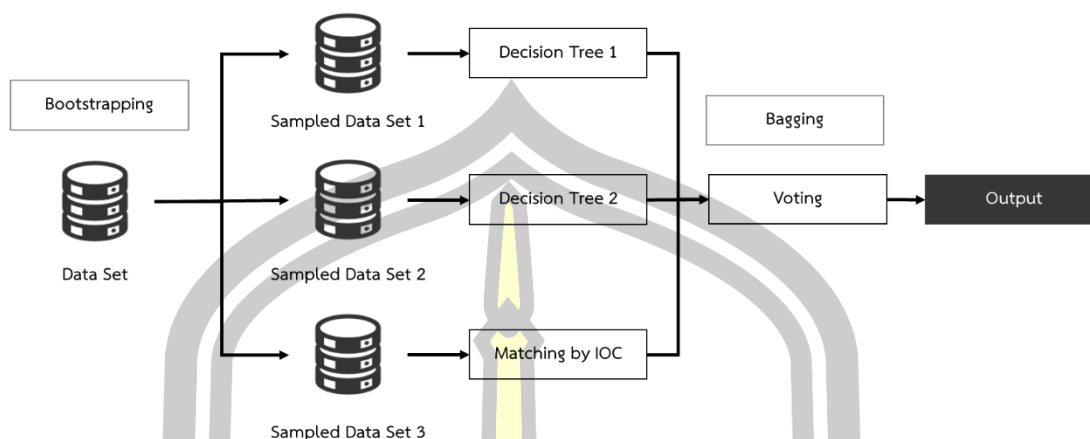 Decision Tree 1
Bootstrapping
Sampled Data Set 1
Bagging
Decision Tree 2
Voting
Output
Data Set
Sampled Data Set 2
Matching by IOC
Sampled Data Set 3